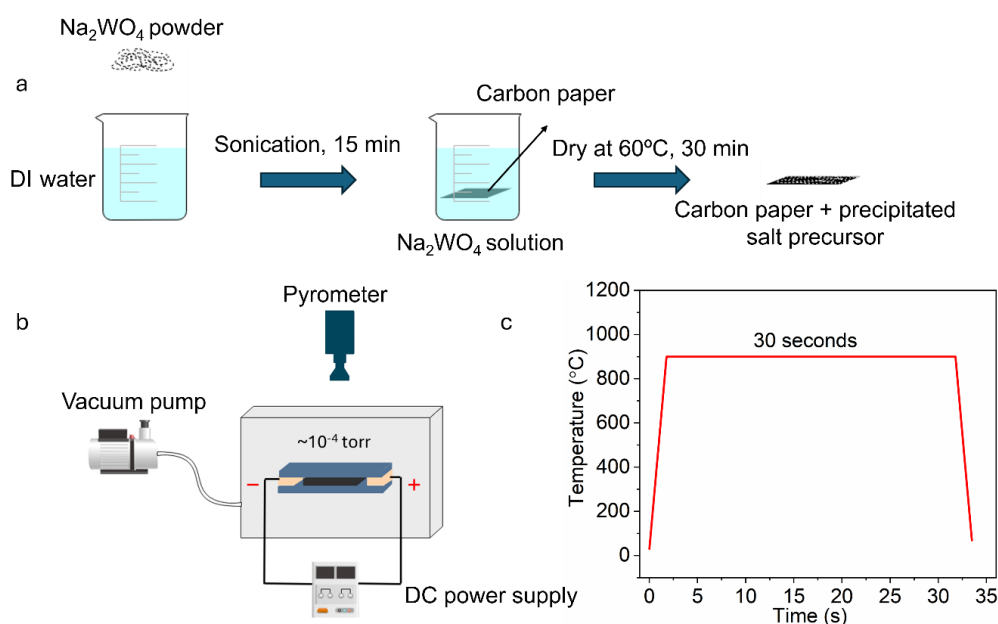 Na₂WO₄ powder
a
DI water
Sonication, 15 min
Carbon paper
Na₂WO₄ solution
Dry at 60ºC, 30 min
Carbon paper + precipitated
salt precursor
b
Pyrometer
Vacuum pump
~10⁻⁴ torr
−
+
DC power supply
c
1200
1000
800
600
400
200
0
Temperature (°C)
30 seconds
0
5
10
15
20
25
30
35
Time (s)